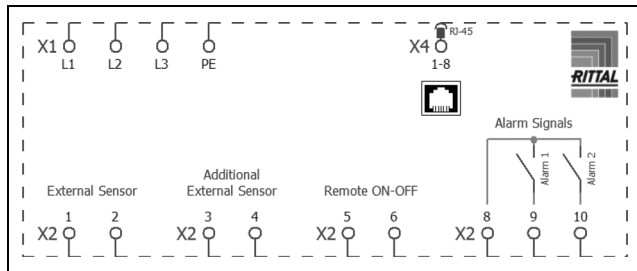 RJ-45
X1 X4
L1 L2 L3 PE 1-8
RITTAL
Alarm Signals
Alarm 1 Alarm 2
Additional
External Sensor External Sensor Remote ON-OFF
1 2 3 4 5 6 8 9 10
X2 X2 X2 X2